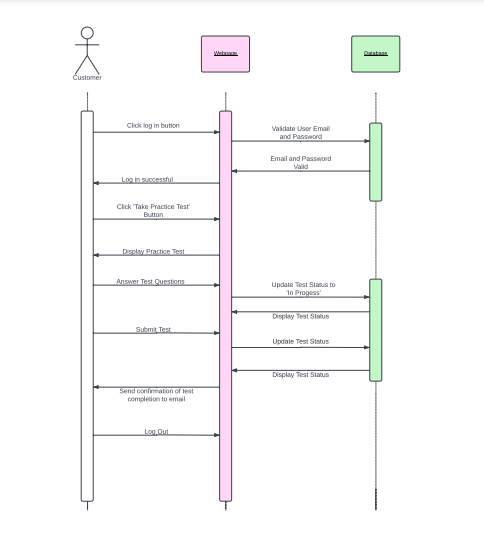 Webpage
Database
Customer
Click log in button
Validate User Email
and Password
Email and Password
Valid
Log in successful
Click 'Take Practice Test'
Button
Display Practice Test
Answer Test Questions
Update Test Status to
'In Progess'
Display Test Status
Submit Test
Update Test Status
Display Test Status
Send confirmation of test
completion to email
Log Out